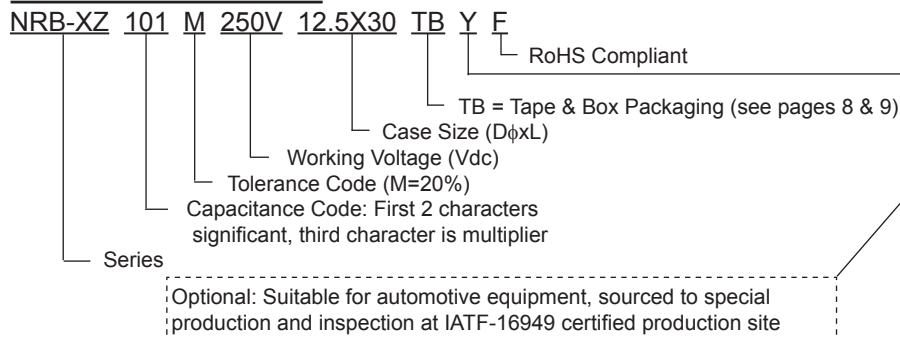 NRB-XZ 101 M 250V 12.5X30 TB Y F
RoHS Compliant
TB = Tape & Box Packaging (see pages 8 & 9)
Case Size (DϕxL)
Working Voltage (Vdc)
Tolerance Code (M=20%)
Capacitance Code: First 2 characters
significant, third character is multiplier
Series
Optional: Suitable for automotive equipment, sourced to special
production and inspection at IATF-16949 certified production site